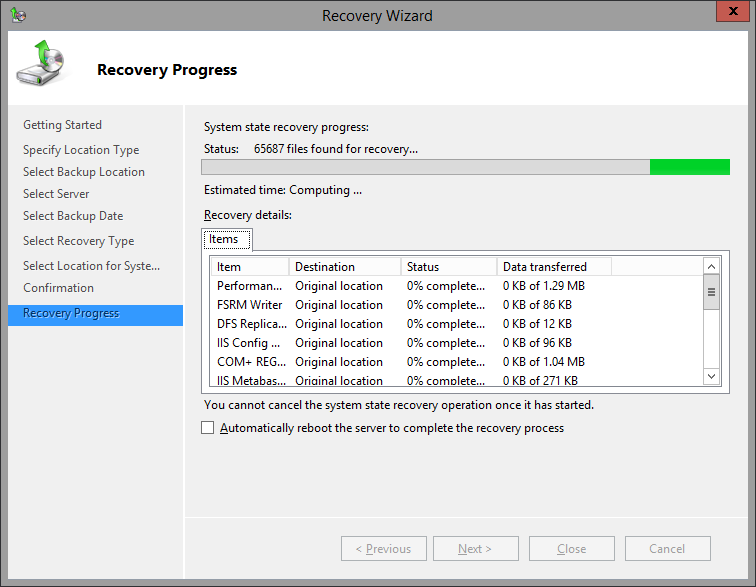 Recovery Wizard
x
Recovery Progress
Getting Started
Specify Location Type
Select Backup Location
Select Server
Select Backup Date
Select Recovery Type
Select Location for Syste...
Confirmation
Recovery Progress
System state recovery progress:
Status: 65687 files found for recovery...
Estimated time: Computing ...
Recovery details:
Items
Item Destination Status Data transferred
Performan... Original location 0% complete... 0 KB of 1.29 MB
FSRM Writer Original location 0% complete... 0 KB of 86 KB
DFS Replica... Original location 0% complete... 0 KB of 12 KB
IIS Config ... Original location 0% complete... 0 KB of 96 KB
COM+ REG... Original location 0% complete... 0 KB of 1.04 MB
IIS Metabas... Original location 0% complete... 0 KB of 271 KB
You cannot cancel the system state recovery operation once it has started.
Automatically reboot the server to complete the recovery process
< Previous Next > Close Cancel